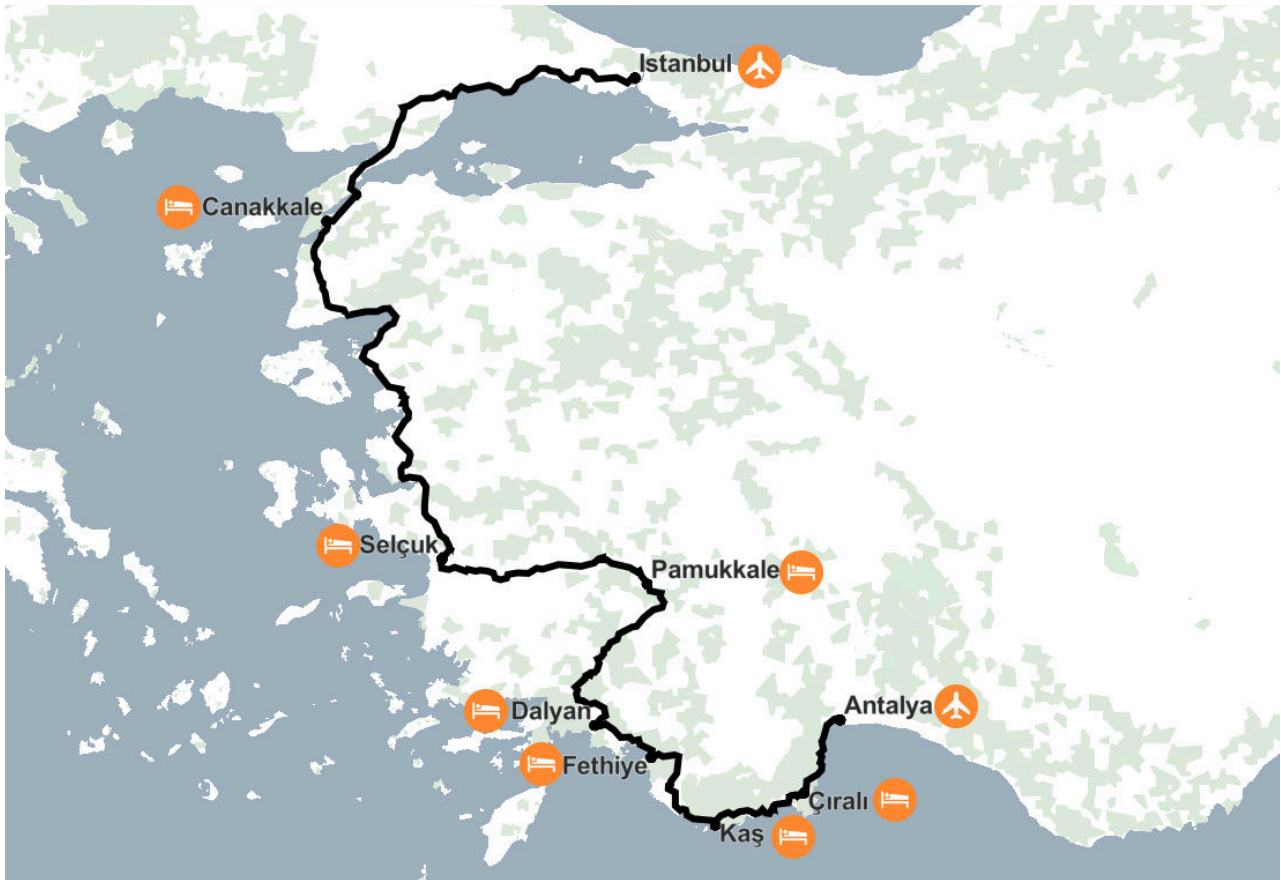 Istanbul
Canakkale
Selçuk
Pamukkale
Antalya
Dalyan
Fethiye
Çıralı
Kaş